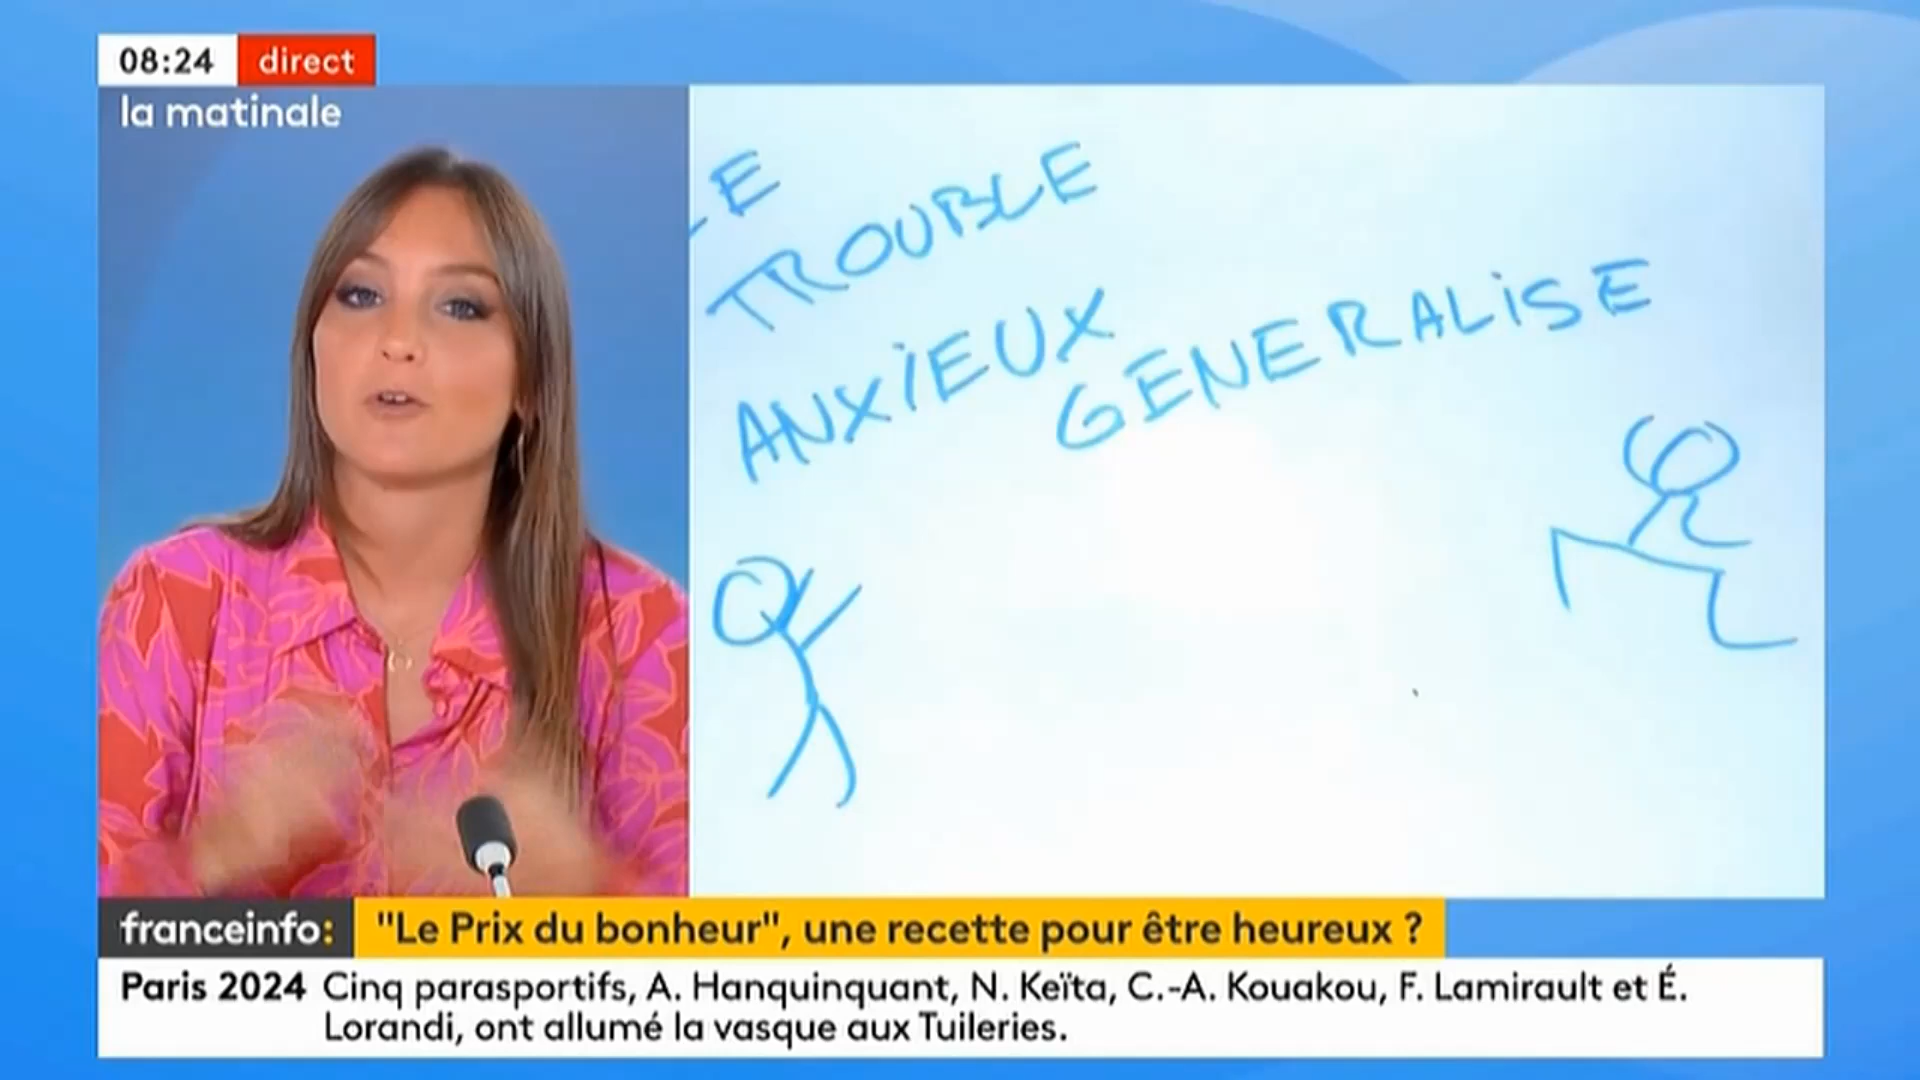 08:24 direct
la matinale
LE
TROUBLE
ANXIEUX
GENERALISE
franceinfo: "Le Prix du bonheur", une recette pour être heureux ?
Paris 2024 Cinq parasportifs, A. Hanquinquant, N. Keïta, C.-A. Kouakou, F. Lamirault et É.
Lorandi, ont allumé la vasque aux Tuileries.